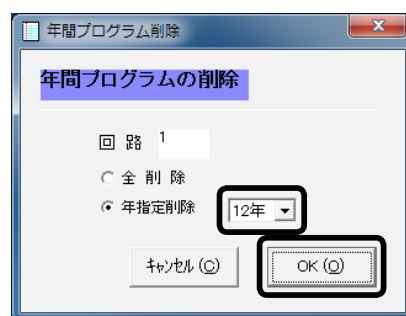 年間プログラム削除
年間プログラムの削除
回 路 1
全 削 除
年指定削除 12年
キャンセル (C) OK (O)